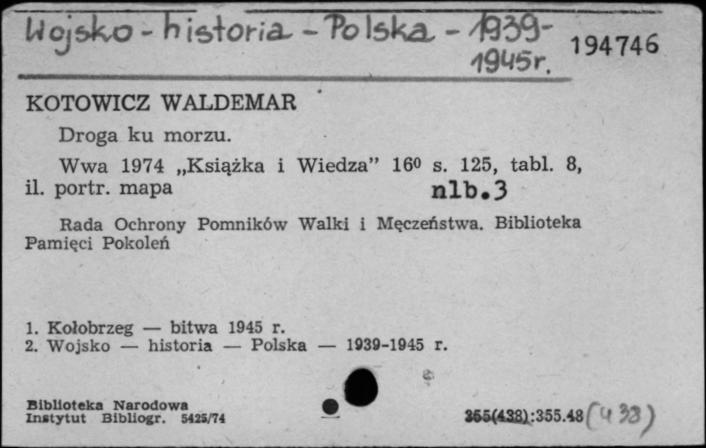 Wojsko - historia - Polska - 1939-
1945r.
194746
KOTOWICZ WALDEMAR
Droga ku morzu.
Wwa 1974 „Książka i Wiedza” 16⁰ s. 125, tabl. 8,
il. portr. mapa nlb.3
Rada Ochrony Pomników Walki i Męczeństwa. Biblioteka
Pamięci Pokoleń
1. Kołobrzeg — bitwa 1945 r.
2. Wojsko — historia — Polska — 1939-1945 r.
Biblioteka Narodowa
Instytut Bibliogr. 5425/74
355(438):355.48(438)